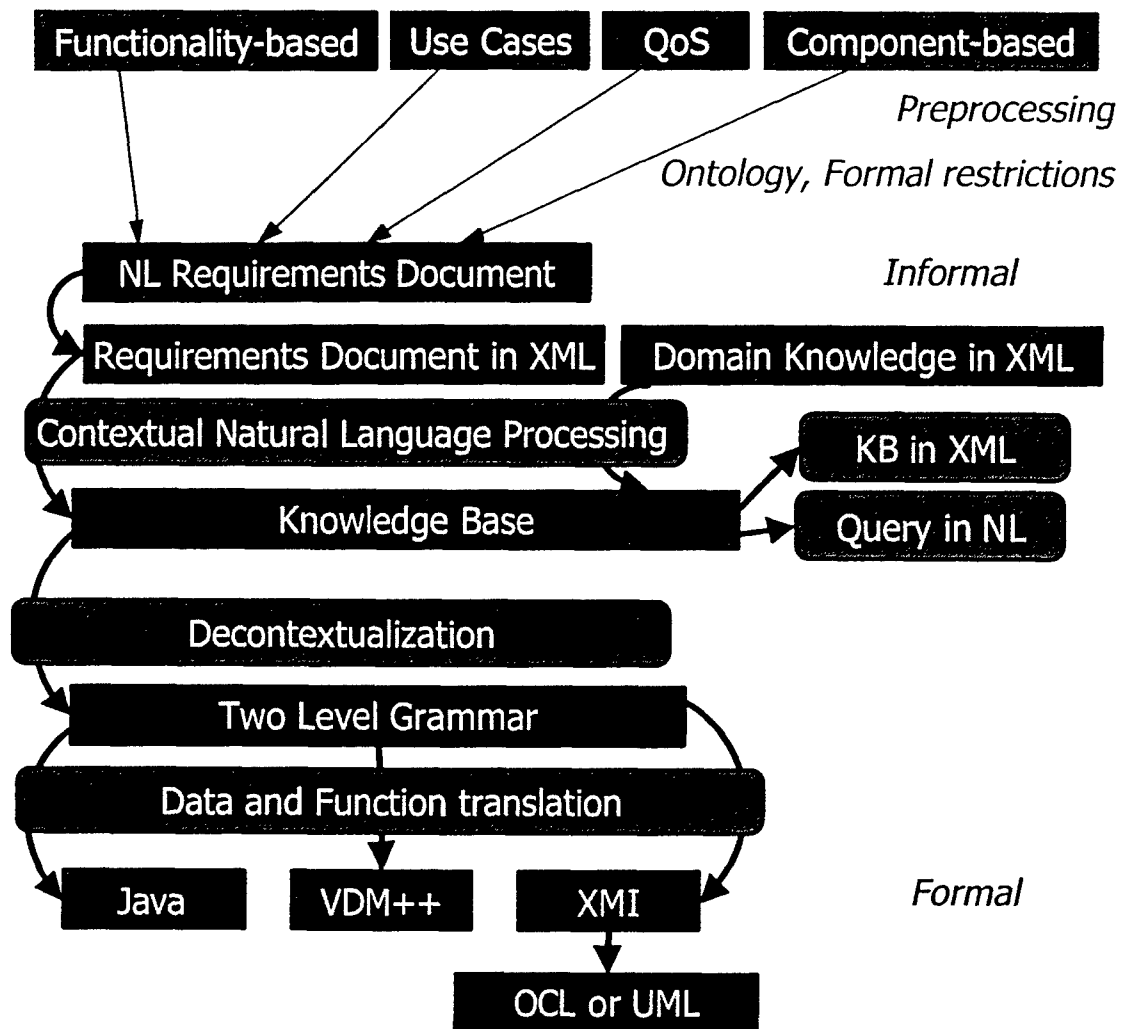 Functionality-based Use Cases QoS Component-based
Preprocessing
Ontology, Formal restrictions
NL Requirements Document
Informal
Requirements Document in XML
Domain Knowledge in XML
Contextual Natural Language Processing
KB in XML
Knowledge Base
Query in NL
Decontextualization
Two Level Grammar
Data and Function translation
Java VDM++ XMI
Formal
OCL or UML